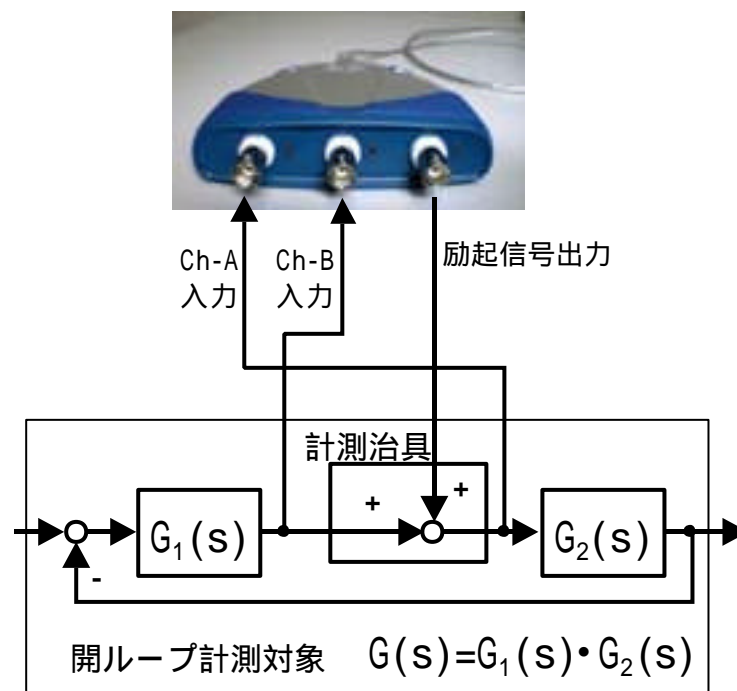 Ch-A
入力
Ch-B
入力
励起信号出力
計測治具
+
+
G₁(s)
G₂(s)
-
開ループ計測対象 G(s)=G₁(s)・G₂(s)